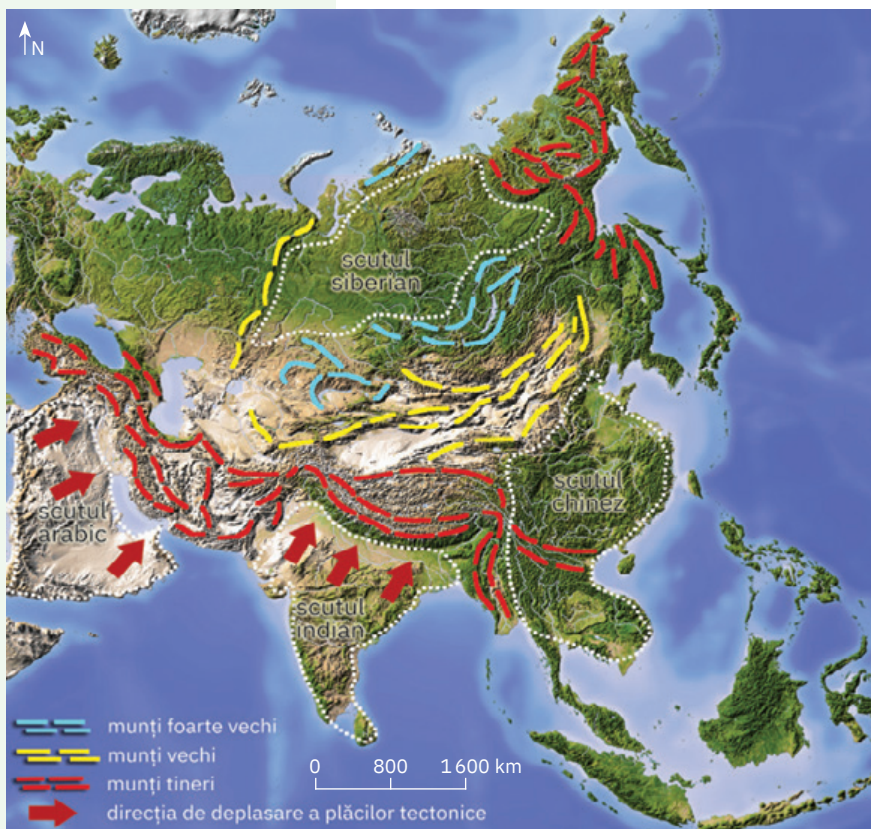 N
scutul
siberian
scutul
arabic
scutul
chinez
scutul
indian
munți foarte vechi
munți vechi
munți tineri
direcția de deplasare a plăcilor tectonice
0 800 1 600 km